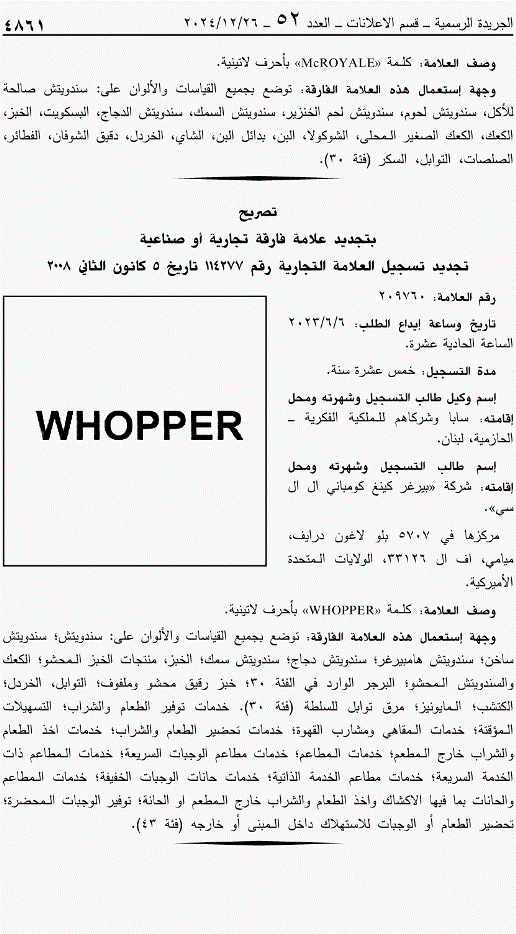 الجريدة الرسمية – قسم الاعلانات – العدد ٥٢ – ٢٠٢٤/١٢/٢٦
٤٨٦١
وصف العلامة: كلمة «McROYALE» بأحرف لاتينية.
وجهة إستعمال هذه العلامة الفارقة: توضع بجميع القياسات والألوان على: سندويتش صالحة
للأكل، سندويتش لحوم، سندويتش لحم الخنزير، سندويتش السمك، سندويتش الدجاج، البسكويت، الخبز،
الكعك، الكعك الصغير المحلى، الشوكولا، البن، بدائل البن، الشاي، الخردل، دقيق الشوفان، الفطائر،
الصلصات، التوابل، السكر (فئة ٣٠).
تصريح
بتجديد علامة فارقة تجارية أو صناعية
تجديد تسجيل العلامة التجارية رقم ١١٤٢٧٧ تاريخ ٥ كانون الثاني ٢٠٠٨
رقم العلامة: ٢٠٩٧٦٠
تاريخ وساعة إيداع الطلب: ٢٠٢٣/٦/٦
الساعة الحادية عشرة.
مدة التسجيل: خمس عشرة سنة.
إسم وكيل طالب التسجيل وشهرته ومحل
إقامته: سابا وشركاهم للملكية الفكرية –
الحازمية، لبنان.
إسم طالب التسجيل وشهرته ومحل
إقامته: شركة «بيرغر كينغ كومباني ال ال
سي».
مركزها في ٥٧٠٧ بلو لاغون درايف،
ميامي، اف ال ٣٣١٢٦، الولايات المتحدة
الأميركية.
WHOPPER
وصف العلامة: كلمة «WHOPPER» بأحرف لاتينية.
وجهة إستعمال هذه العلامة الفارقة: توضع بجميع القياسات والألوان على: سندويتش؛ سندويتش
ساخن؛ سندويتش هامبيرغر؛ سندويتش دجاج؛ سندويتش سمك؛ الخبز، منتجات الخبز المحشو؛ الكعك
والسندويتش المحشو؛ البرجر الوارد في الفئة ٣٠؛ خبز رقيق محشو وملفوف؛ التوابل، الخردل؛
الكتشب؛ المايونيز؛ مرق توابل للسلطة (فئة ٣٠). خدمات توفير الطعام والشراب؛ التسهيلات
المؤقتة؛ خدمات المقاهي ومشارب القهوة؛ خدمات تحضير الطعام والشراب؛ خدمات اخذ الطعام
والشراب خارج المطعم؛ خدمات المطاعم؛ خدمات مطاعم الوجبات السريعة؛ خدمات المطاعم ذات
الخدمة السريعة؛ خدمات مطاعم الخدمة الذاتية؛ خدمات حانات الوجبات الخفيفة؛ خدمات المطاعم
والحانات بما فيها الاكشاك واخذ الطعام والشراب خارج المطعم او الحانة؛ توفير الوجبات المحضرة؛
تحضير الطعام أو الوجبات للاستهلاك داخل المبنى أو خارجه (فئة ٤٣).